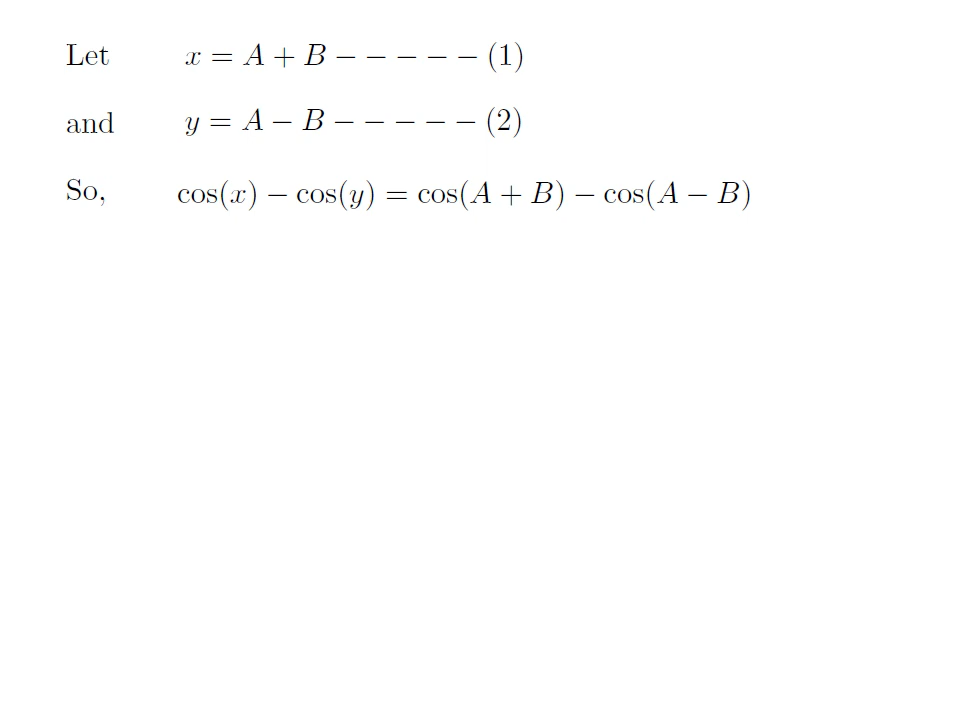 Let x = A + B − − − − − (1)
and y = A − B − − − − − (2)
So, cos(x) − cos(y) = cos(A + B) − cos(A − B)